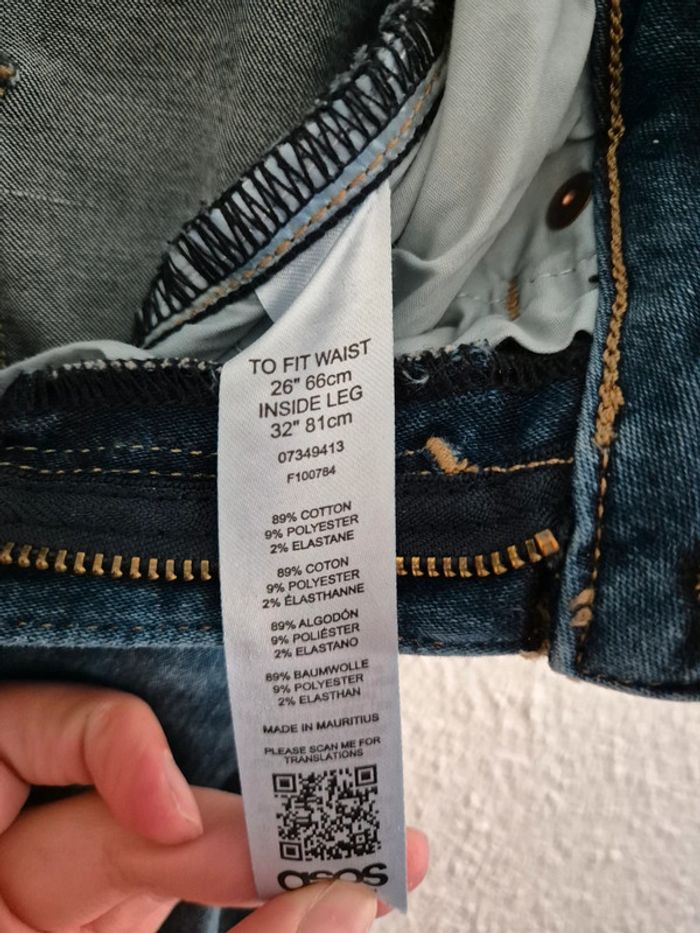 TO FIT WAIST
26" 66cm
INSIDE LEG
32" 81cm
07349413
F100784
89% COTTON
9% POLYESTER
2% ELASTANE
89% COTON
9% POLYESTER
2% ÉLASTHANNE
89% ALGODÓN
9% POLIÉSTER
2% ELASTANO
89% BAUMWOLLE
9% POLYESTER
2% ELASTHAN
MADE IN MAURITIUS
PLEASE SCAN ME FOR
TRANSLATIONS
asos